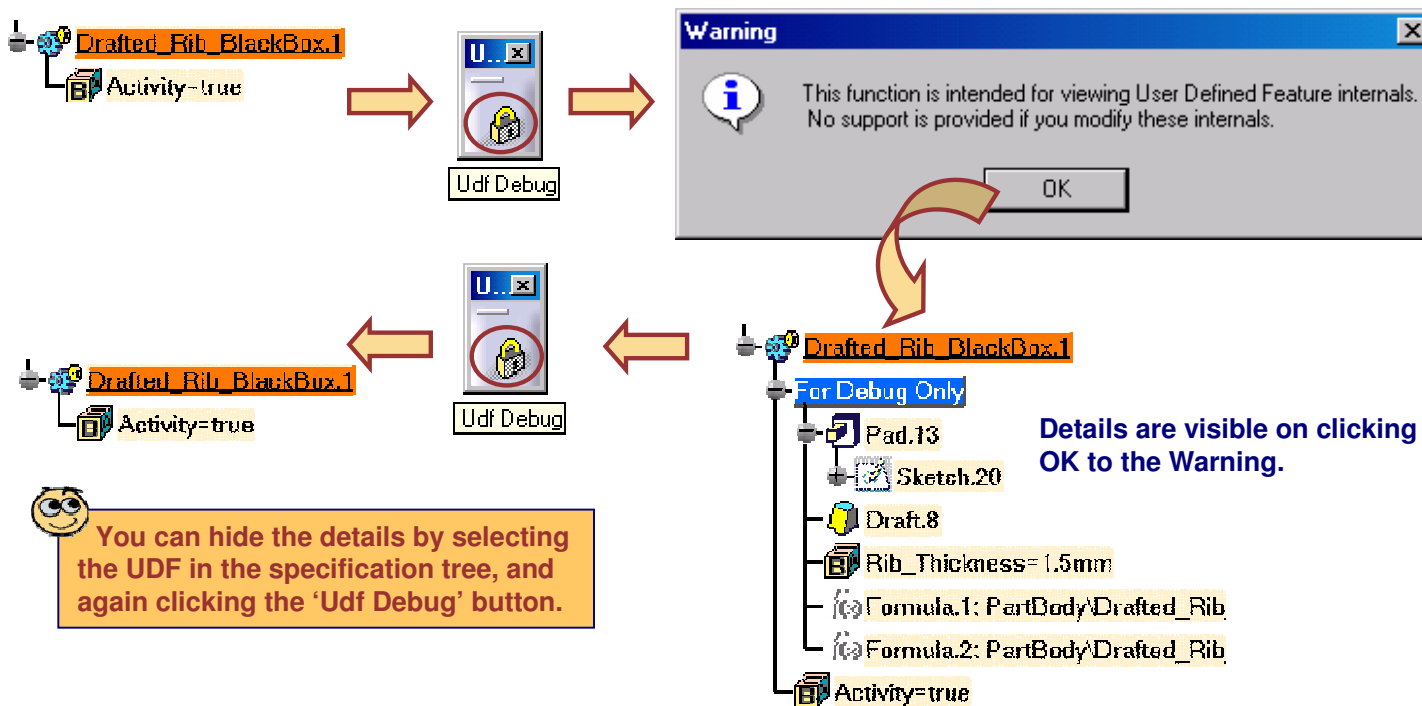 Drafted_Rib_BlackBox.1
Activity=true
U...
Udf Debug
Warning
This function is intended for viewing User Defined Feature internals.
No support is provided if you modify these internals.
OK
U...
Udf Debug
Drafted_Rib_BlackBox.1
Activity=true
Drafted_Rib_BlackBox.1
For Debug Only
Pad.13
Sketch.20
Draft.8
Rib_Thickness=1.5mm
Formula.1: PartBody\Drafted_Rib
Formula.2: PartBody\Drafted_Rib
Activity=true
Details are visible on clicking
OK to the Warning.
You can hide the details by selecting
the UDF in the specification tree, and
again clicking the ‘Udf Debug’ button.